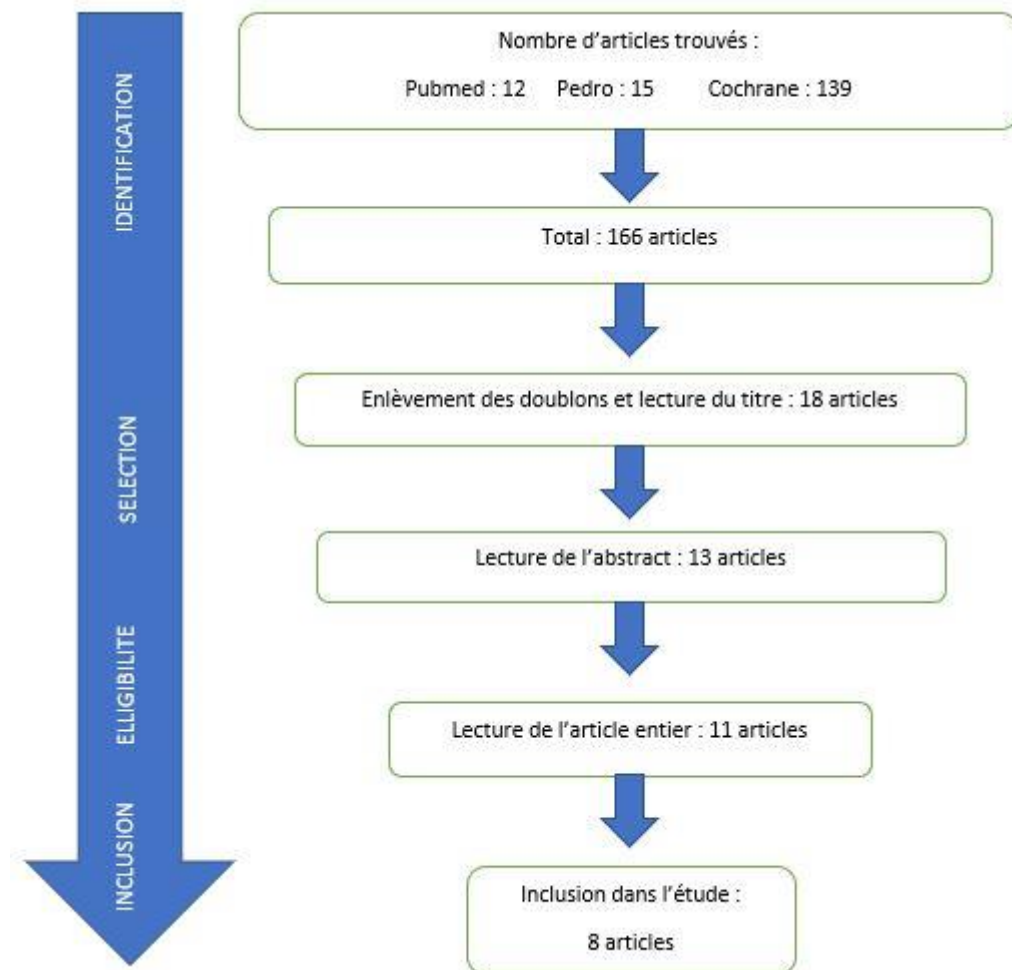 IDENTIFICATION
Nombre d'articles trouvés :
Pubmed : 12 Pedro : 15 Cochrane : 139
Total : 166 articles
SELECTION
Enlèvement des doublons et lecture du titre : 18 articles
Lecture de l'abstract : 13 articles
ELLIGIBILITE
Lecture de l'article entier : 11 articles
INCLUSION
Inclusion dans l'étude :
8 articles